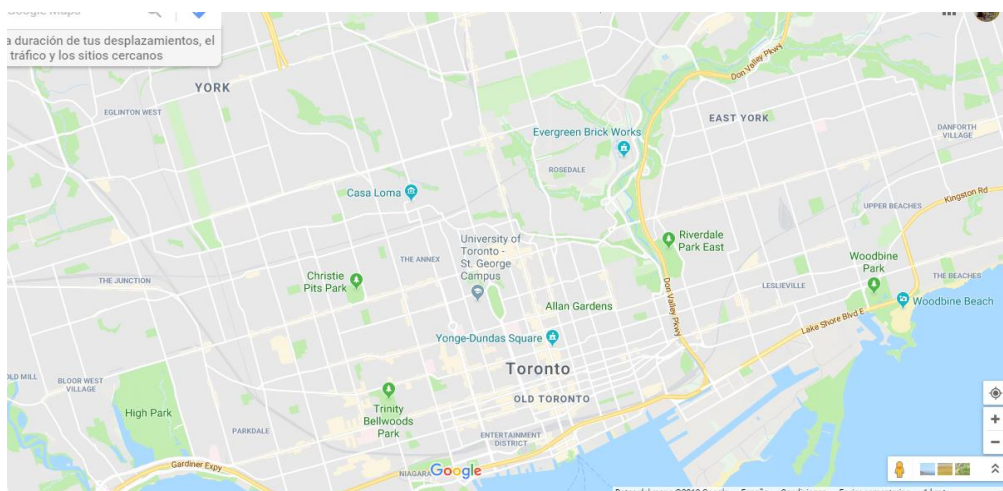 Google Maps
a duración de tus desplazamientos, el
tráfico y los sitios cercanos
YORK
EGLINTON WEST
Don Valley Pkwy
EAST YORK
DANFORTH
VILLAGE
Evergreen Brick Works
ROSEDALE
Casa Loma
Kingston Rd
UPPER BEACHES
University of
Toronto -
St. George
Campus
THE ANNEX
Riverdale
Park East
Woodbine
Park
THE JUNCTION
Christie
Pits Park
THE BEACHES
LESLIEVILLE
Don Valley Pkwy
Woodbine Beach
Allan Gardens
Lake Shore Blvd E
Yonge-Dundas Square
Toronto
OLD MILL
BLOOR WEST
VILLAGE
OLD TORONTO
High Park
Trinity
Bellwoods
Park
PARKDALE
ENTERTAINMENT
DISTRICT
Gardiner Expy
NIAGARA
Google